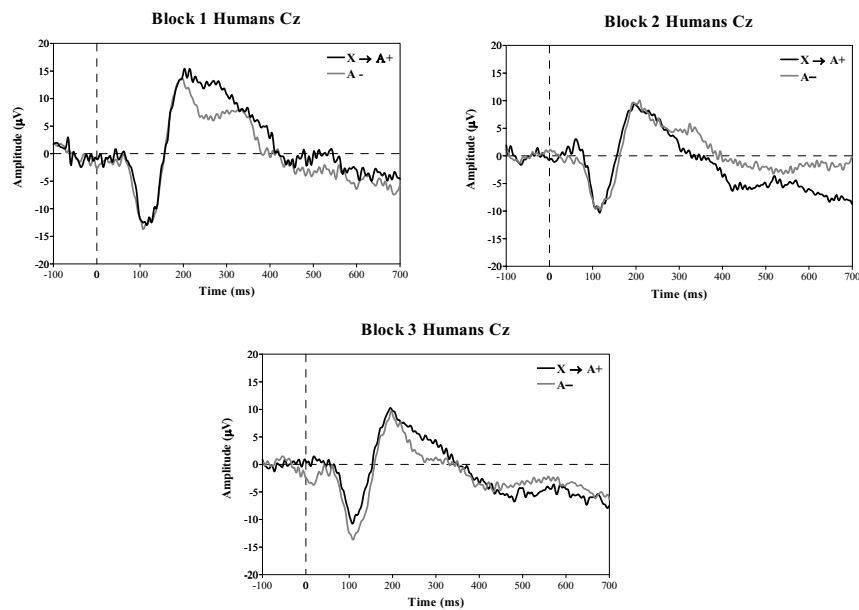 Block 1 Humans Cz
X → A+
A -
Amplitude (µV)
20
15
10
5
0
-5
-10
-15
-20
-100 0 100 200 300 400 500 600 700
Time (ms)
Block 2 Humans Cz
X → A+
A–
Amplitude (µV)
20
15
10
5
0
-5
-10
-15
-20
-100 0 100 200 300 400 500 600 700
Time (ms)
Block 3 Humans Cz
X → A+
A–
Amplitude (µV)
20
15
10
5
0
-5
-10
-15
-20
-100 0 100 200 300 400 500 600 700
Time (ms)